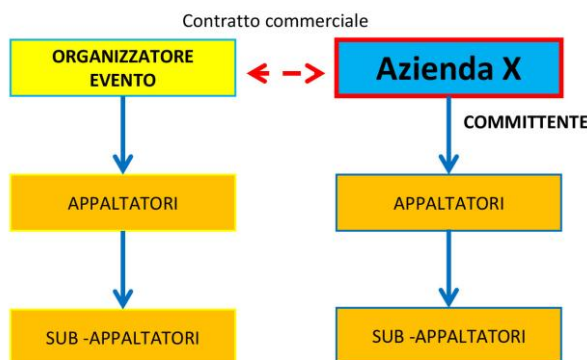 Contratto commerciale
ORGANIZZATORE
EVENTO
Azienda X
COMMITTENTE
APPALTATORI
APPALTATORI
SUB -APPALTATORI
SUB -APPALTATORI